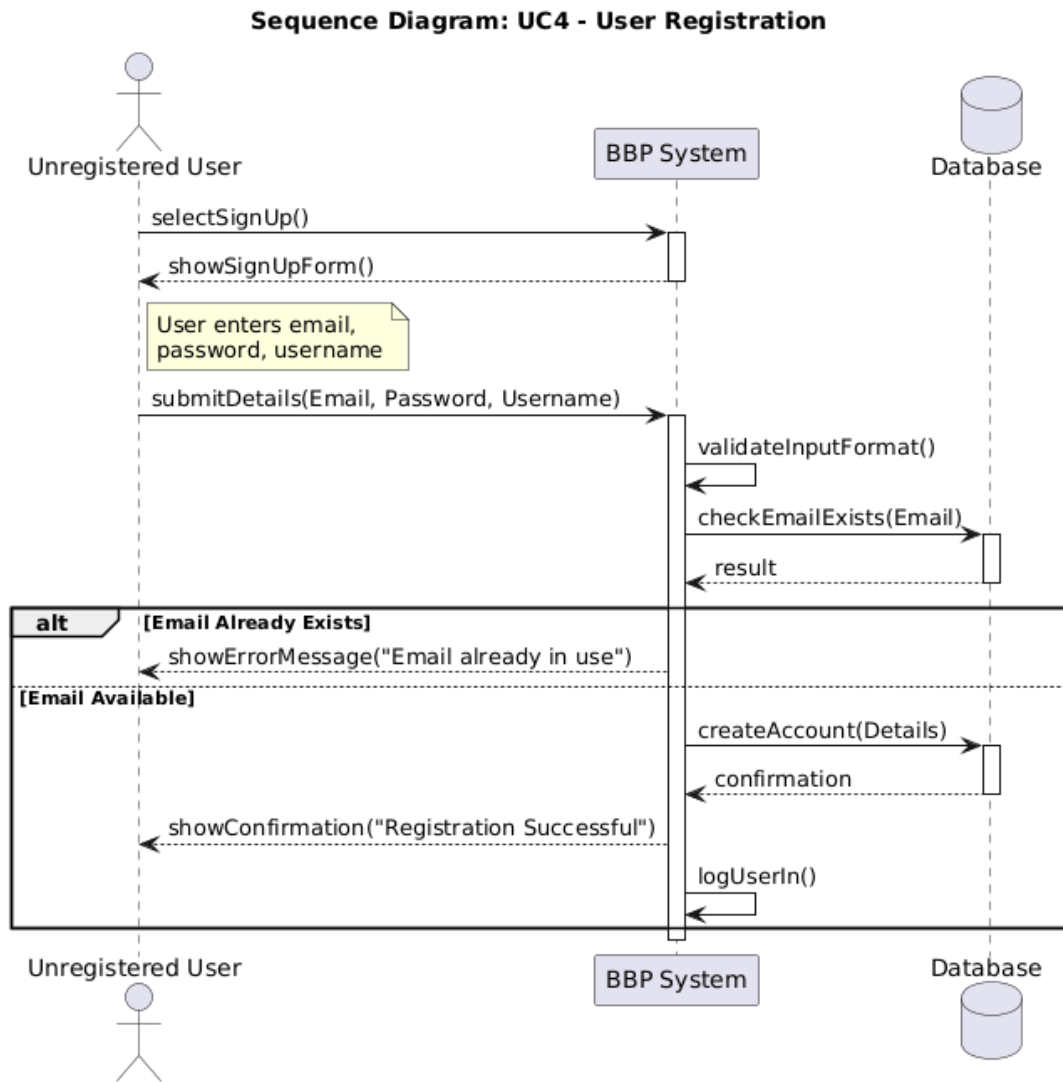 Sequence Diagram: UC4 - User Registration
Unregistered User
BBP System
Database
selectSignUp()
showSignUpForm()
User enters email,
password, username
submitDetails(Email, Password, Username)
validateInputFormat()
checkEmailExists(Email)
result
alt [Email Already Exists]
showErrorMessage("Email already in use")
[Email Available]
createAccount(Details)
confirmation
showConfirmation("Registration Successful")
logUserIn()
Unregistered User
BBP System
Database